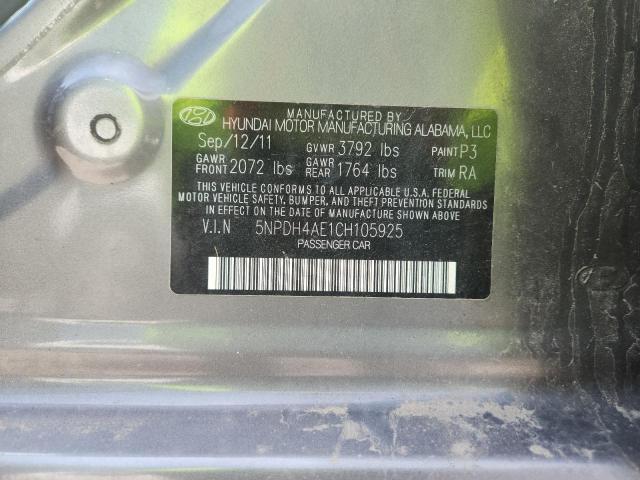 MANUFACTURED BY
HYUNDAI MOTOR MANUFACTURING ALABAMA, LLC
Sep/12/11 GVWR 3792 lbs PAINT P3
GAWR FRONT 2072 lbs GAWR REAR 1764 lbs TRIM RA
THIS VEHICLE CONFORMS TO ALL APPLICABLE U.S.A. FEDERAL
MOTOR VEHICLE SAFETY, BUMPER, AND THEFT PREVENTION STANDARDS
IN EFFECT ON THE DATE OF MANUFACTURE SHOWN ABOVE.
V.I.N 5NPDH4AE1CH105925
PASSENGER CAR